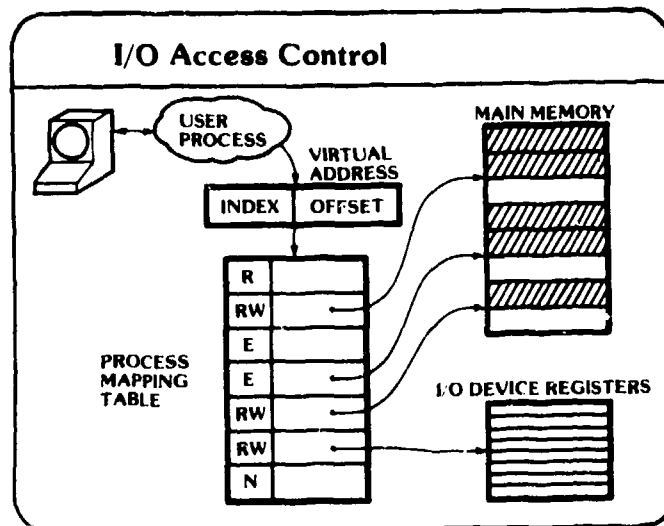 I/O Access Control
USER
PROCESS
VIRTUAL
ADDRESS
INDEX OFFSET
MAIN MEMORY
PROCESS
MAPPING
TABLE
R
RW
E
E
RW
RW
N
I/O DEVICE REGISTERS